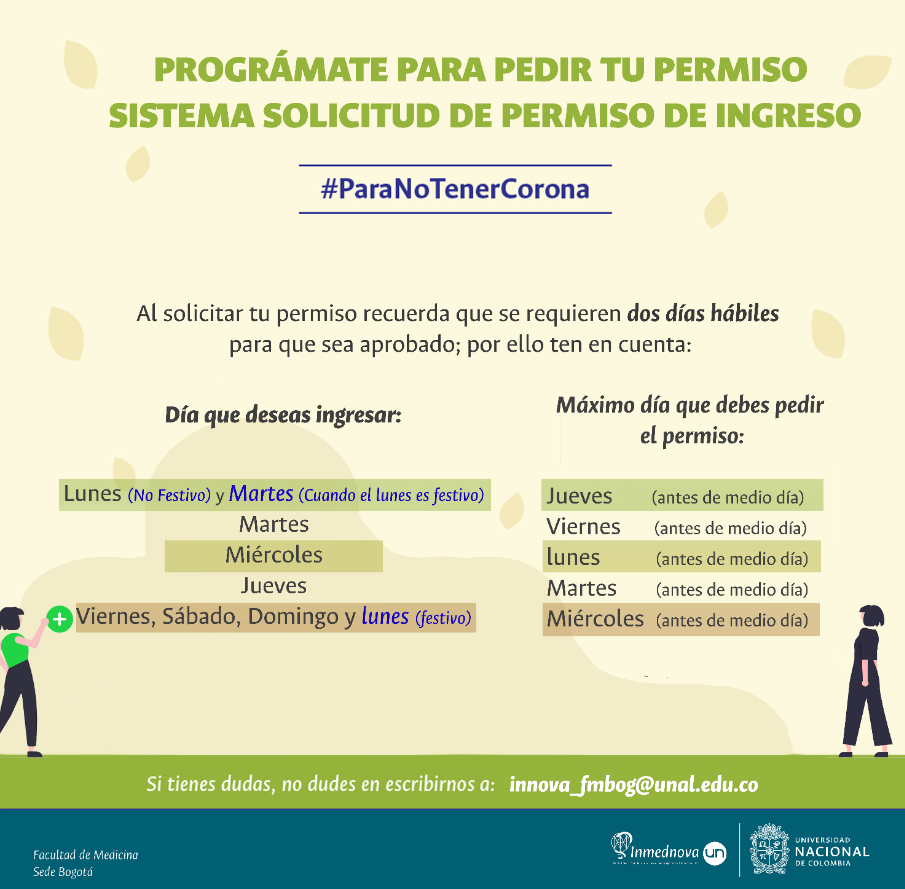 PROGRÁMATE PARA PEDIR TU PERMISO
SISTEMA SOLICITUD DE PERMISO DE INGRESO
#ParaNoTenerCorona
Al solicitar tu permiso recuerda que se requieren dos días hábiles
para que sea aprobado; por ello ten en cuenta:
Día que deseas ingresar:
Máximo día que debes pedir
el permiso:
Lunes (No Festivo) y Martes (Cuando el lunes es festivo) Jueves (antes de medio día)
Martes Viernes (antes de medio día)
Miércoles lunes (antes de medio día)
Jueves Martes (antes de medio día)
+ Viernes, Sábado, Domingo y lunes (festivo) Miércoles (antes de medio día)
Si tienes dudas, no dudes en escribirnos a: innova_fmbog@unal.edu.co
Facultad de Medicina
Sede Bogotá
Inmednova un
UNIVERSIDAD
NACIONAL
DE COLOMBIA